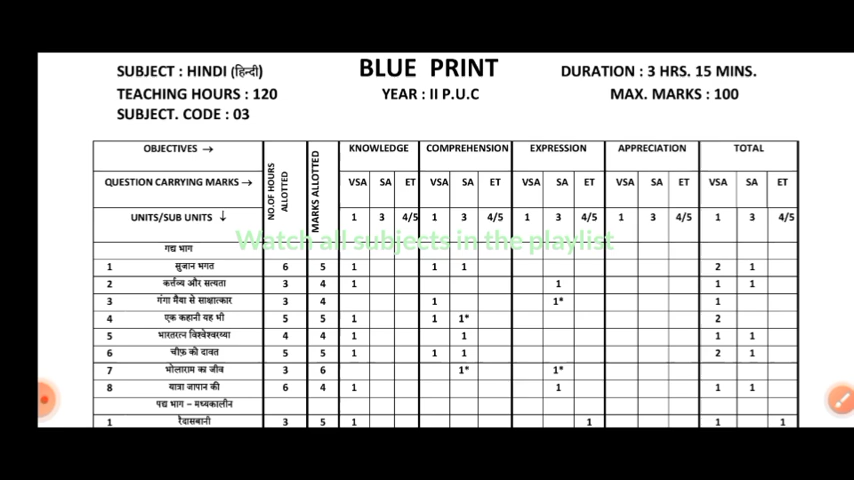 SUBJECT : HINDI (हिन्दी) BLUE PRINT DURATION : 3 HRS. 15 MINS.
TEACHING HOURS : 120 YEAR : II P.U.C MAX. MARKS : 100
SUBJECT. CODE : 03
OBJECTIVES → NO.OF HOURS ALLOTTED MARKS ALLOTTED KNOWLEDGE COMPREHENSION EXPRESSION APPRECIATION TOTAL
QUESTION CARRYING MARKS → VSA SA ET VSA SA ET VSA SA ET VSA SA ET VSA SA ET
UNITS/SUB UNITS ↓ 1 3 4/5 1 3 4/5 1 3 4/5 1 3 4/5 1 3 4/5
Watch all subjects in the playlist
गद्य भाग
1 सुजान भगत 6 5 1 1 1 2 1
2 कर्त्तव्य और सत्यता 3 4 1 1 1 1
3 गंगा मैया से साक्षात्कार 3 4 1 1* 1
4 एक कहानी यह भी 5 5 1 1 1* 2
5 भारतरत्न विश्वेश्वरय्या 4 4 1 1 1 1
6 चीफ़ की दावत 5 5 1 1 1 2 1
7 भोलाराम का जीव 3 6 1* 1*
8 यात्रा जापान की 6 4 1 1 1 1
पद्य भाग – मध्यकालीन
1 रैदासबानी 3 5 1 1 1 1